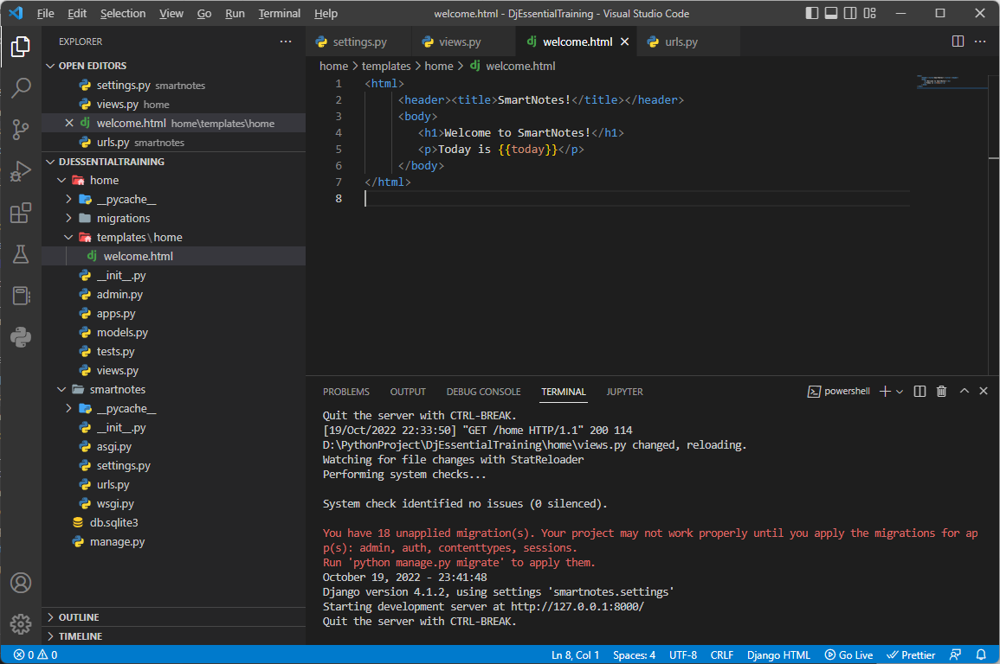 File Edit Selection View Go Run Terminal Help welcome.html - DjEssentialTraining - Visual Studio Code
EXPLORER
OPEN EDITORS
settings.py smartnotes
views.py home
welcome.html home\templates\home
urls.py smartnotes
DJESSENTIALTRAINING
home
__pycache__
migrations
templates\home
dj welcome.html
__init__.py
admin.py
apps.py
models.py
tests.py
views.py
smartnotes
__pycache__
__init__.py
asgi.py
settings.py
urls.py
wsgi.py
db.sqlite3
manage.py
OUTLINE
TIMELINE
settings.py views.py dj welcome.html urls.py
home > templates > home > dj welcome.html
1 <html>
2 <header><title>SmartNotes!</title></header>
3 <body>
4 <h1>Welcome to SmartNotes!</h1>
5 <p>Today is {{today}}</p>
6 </body>
7 </html>
8
PROBLEMS OUTPUT DEBUG CONSOLE TERMINAL JUPYTER powershell
Quit the server with CTRL-BREAK.
[19/Oct/2022 22:33:50] "GET /home HTTP/1.1" 200 114
D:\PythonProject\DjEssentialTraining\home\views.py changed, reloading.
Watching for file changes with StatReloader
Performing system checks...
System check identified no issues (0 silenced).
You have 18 unapplied migration(s). Your project may not work properly until you apply the migrations for ap
p(s): admin, auth, contenttypes, sessions.
Run 'python manage.py migrate' to apply them.
October 19, 2022 - 23:41:48
Django version 4.1.2, using settings 'smartnotes.settings'
Starting development server at http://127.0.0.1:8000/
Quit the server with CTRL-BREAK.
0 0 Ln 8, Col 1 Spaces: 4 UTF-8 CRLF Django HTML Go Live Prettier